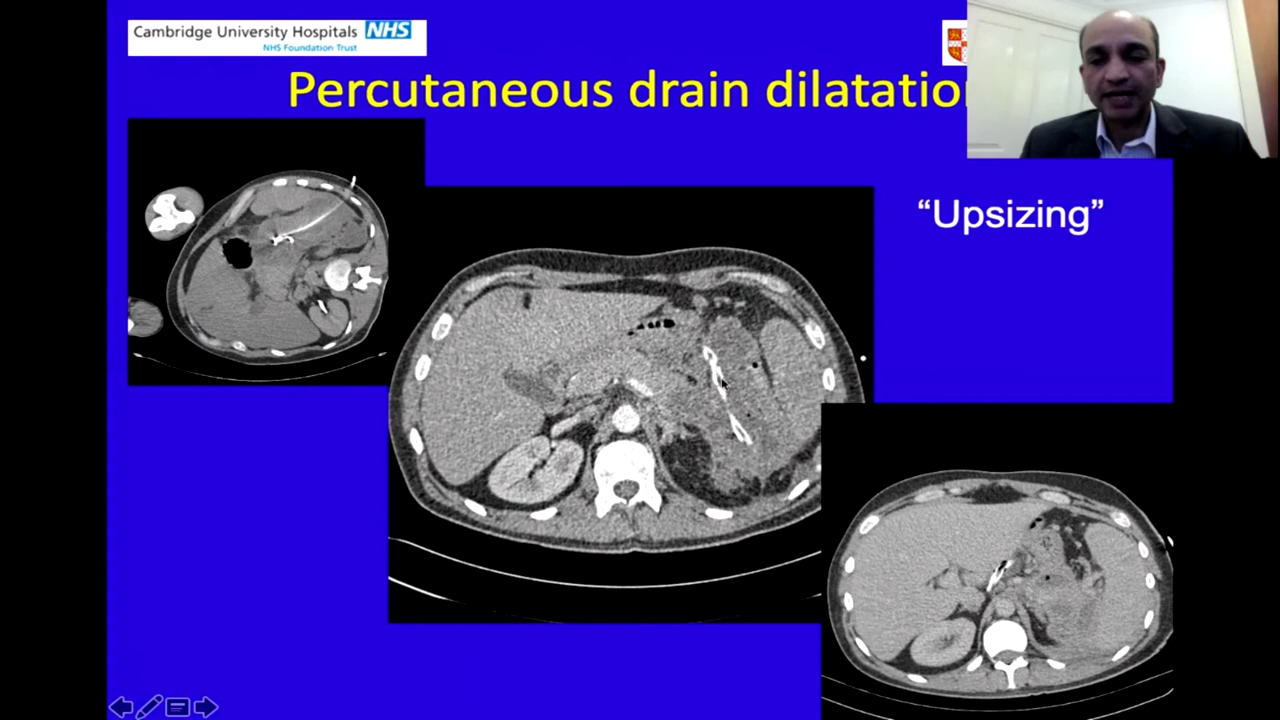 Cambridge University Hospitals NHS
NHS Foundation Trust
Percutaneous drain dilatatio
“Upsizing”